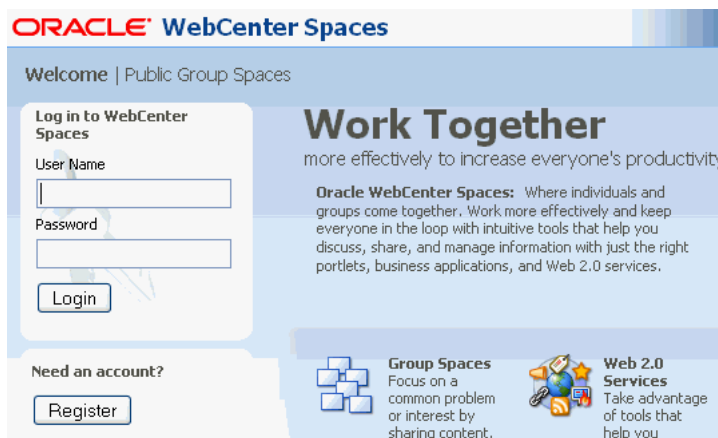 ORACLE WebCenter Spaces
Welcome | Public Group Spaces
Log in to WebCenter
Spaces
User Name
Password
Login
Need an account?
Register
Work Together
more effectively to increase everyone's productivity
Oracle WebCenter Spaces: Where individuals and
groups come together. Work more effectively and keep
everyone in the loop with intuitive tools that help you
discuss, share, and manage information with just the right
portlets, business applications, and Web 2.0 services.
Group Spaces
Focus on a
common problem
or interest by
sharing content,
Web 2.0
Services
Take advantage
of tools that
help you